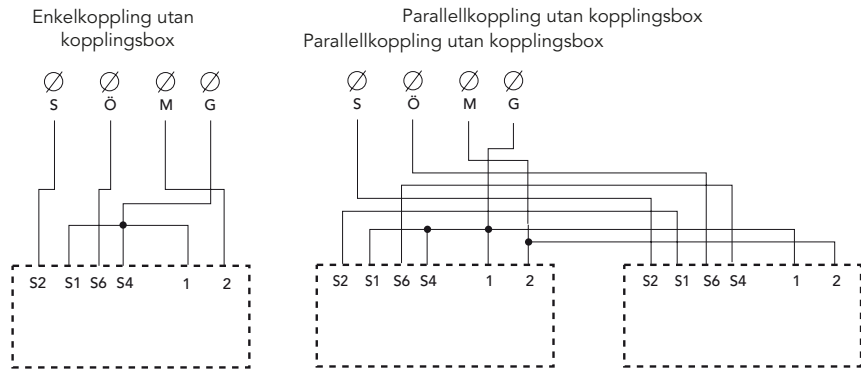 Enkelkoppling utan
kopplingsbox
S Ö M G
S2 S1 S6 S4 1 2
Parallellkoppling utan kopplingsbox
Parallellkoppling utan kopplingsbox
S Ö M G
S2 S1 S6 S4 1 2
S2 S1 S6 S4 1 2